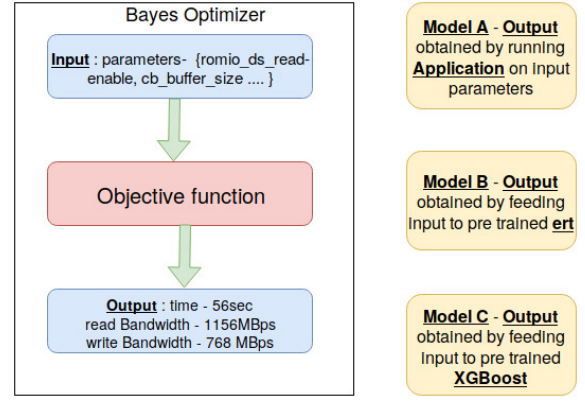 Bayes Optimizer
Input : parameters- {romio_ds_read-
enable, cb_buffer_size .... }
Objective function
Output : time - 56sec
read Bandwidth - 1156MBps
write Bandwidth - 768 MBps
Model A - Output
obtained by running
Application on input
parameters
Model B - Output
obtained by feeding
Input to pre trained ert
Model C - Output
obtained by feeding
Input to pre trained
XGBoost